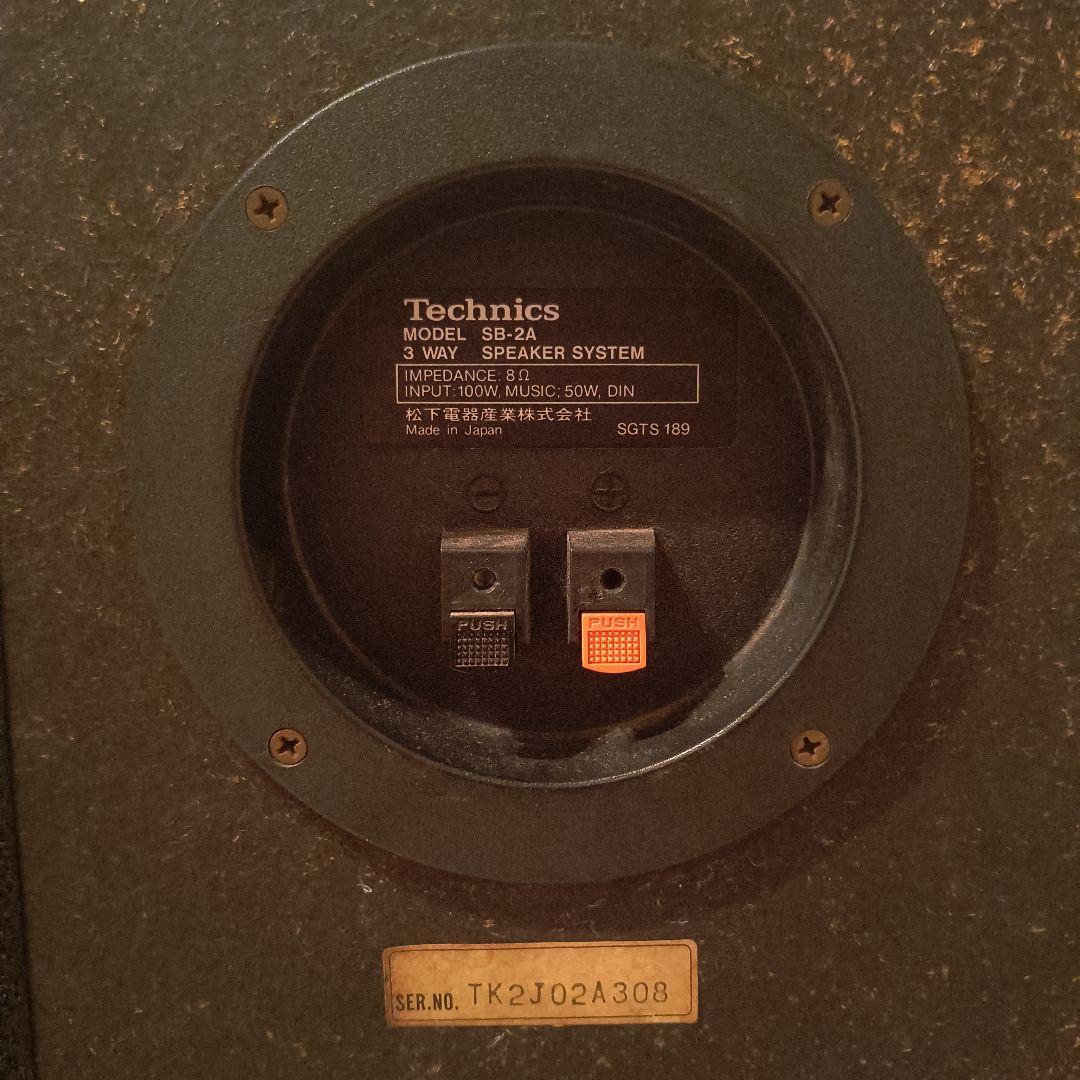 Technics
MODEL SB-2A
3 WAY SPEAKER SYSTEM
IMPEDANCE: 8Ω
INPUT:100W, MUSIC; 50W, DIN
松下電器産業株式会社
Made in Japan SGTS 189
PUSH PUSH
SER.NO. TK2J02A308